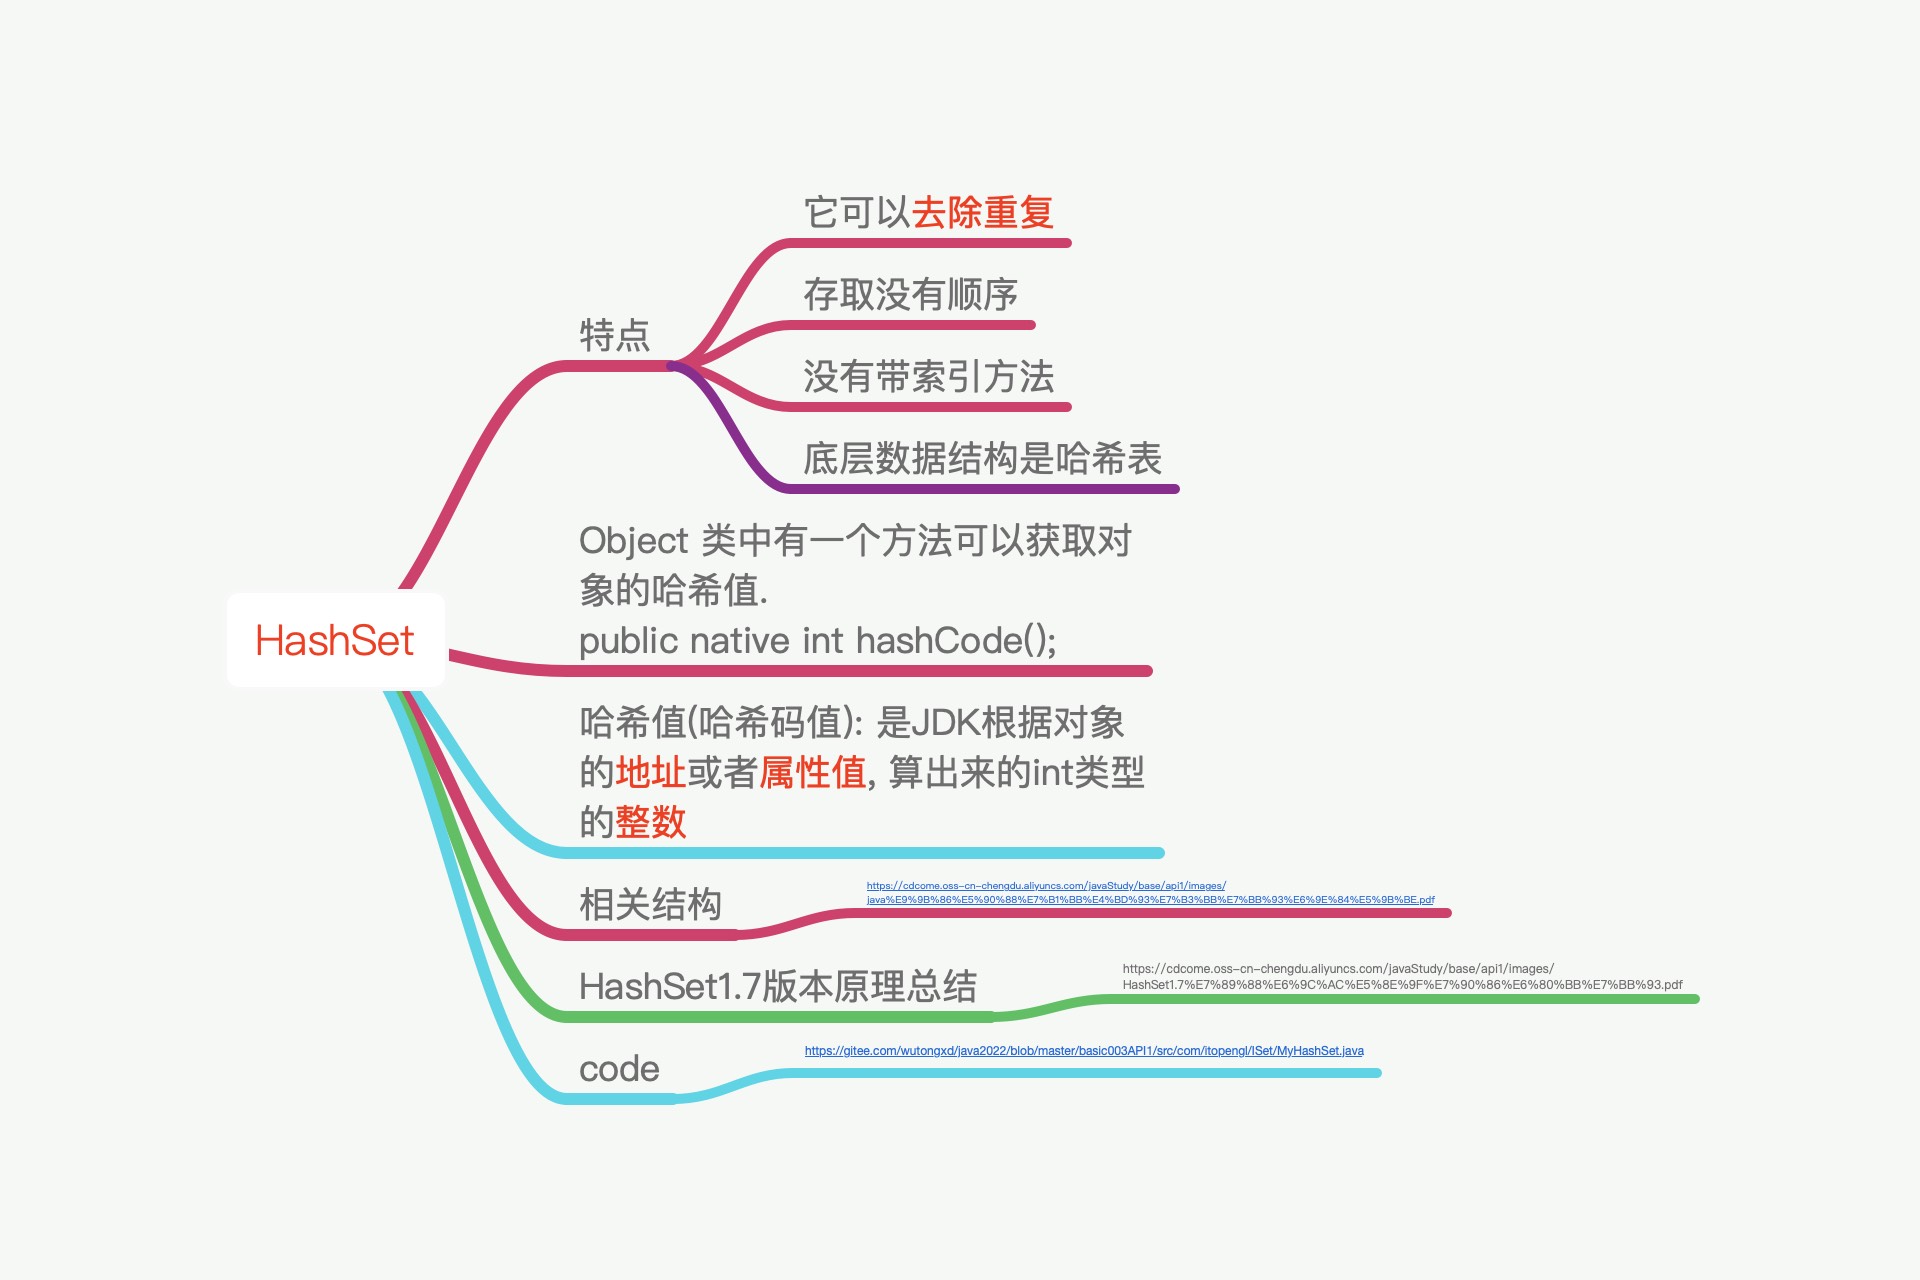 它可以去除重复
存取没有顺序
特点
没有带索引方法
底层数据结构是哈希表
Object 类中有一个方法可以获取对
象的哈希值.
public native int hashCode();
HashSet
哈希值(哈希码值): 是JDK根据对象
的地址或者属性值, 算出来的int类型
的整数
相关结构
https://cdcome.oss-cn-chengdu.aliyuncs.com/javaStudy/base/api1/images/
java%E9%9B%86%E5%90%88%E7%B1%BB%E4%BD%93%E7%B3%BB%E7%BB%93%E6%9E%84%E5%9B%BE.pdf
HashSet1.7版本原理总结
https://cdcome.oss-cn-chengdu.aliyuncs.com/javaStudy/base/api1/images/
HashSet1.7%E7%89%88%E6%9C%AC%E5%8E%9F%E7%90%86%E6%80%BB%E7%BB%93.pdf
code
https://gitee.com/wutongxd/java2022/blob/master/basic003API1/src/com/itopengl/ISet/MyHashSet.java